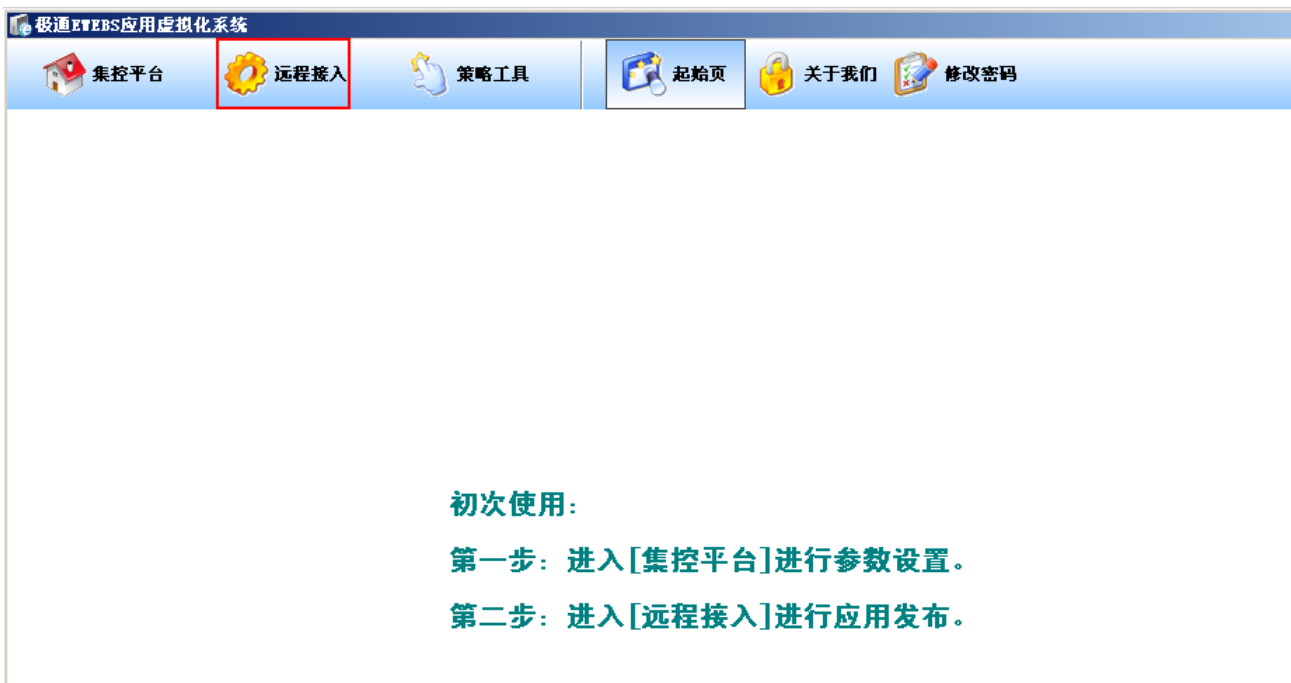 极通EWEBS应用虚拟化系统
集控平台 远程接入 策略工具 起始页 关于我们 修改密码
初次使用:
第一步: 进入[集控平台]进行参数设置。
第二步: 进入[远程接入]进行应用发布。